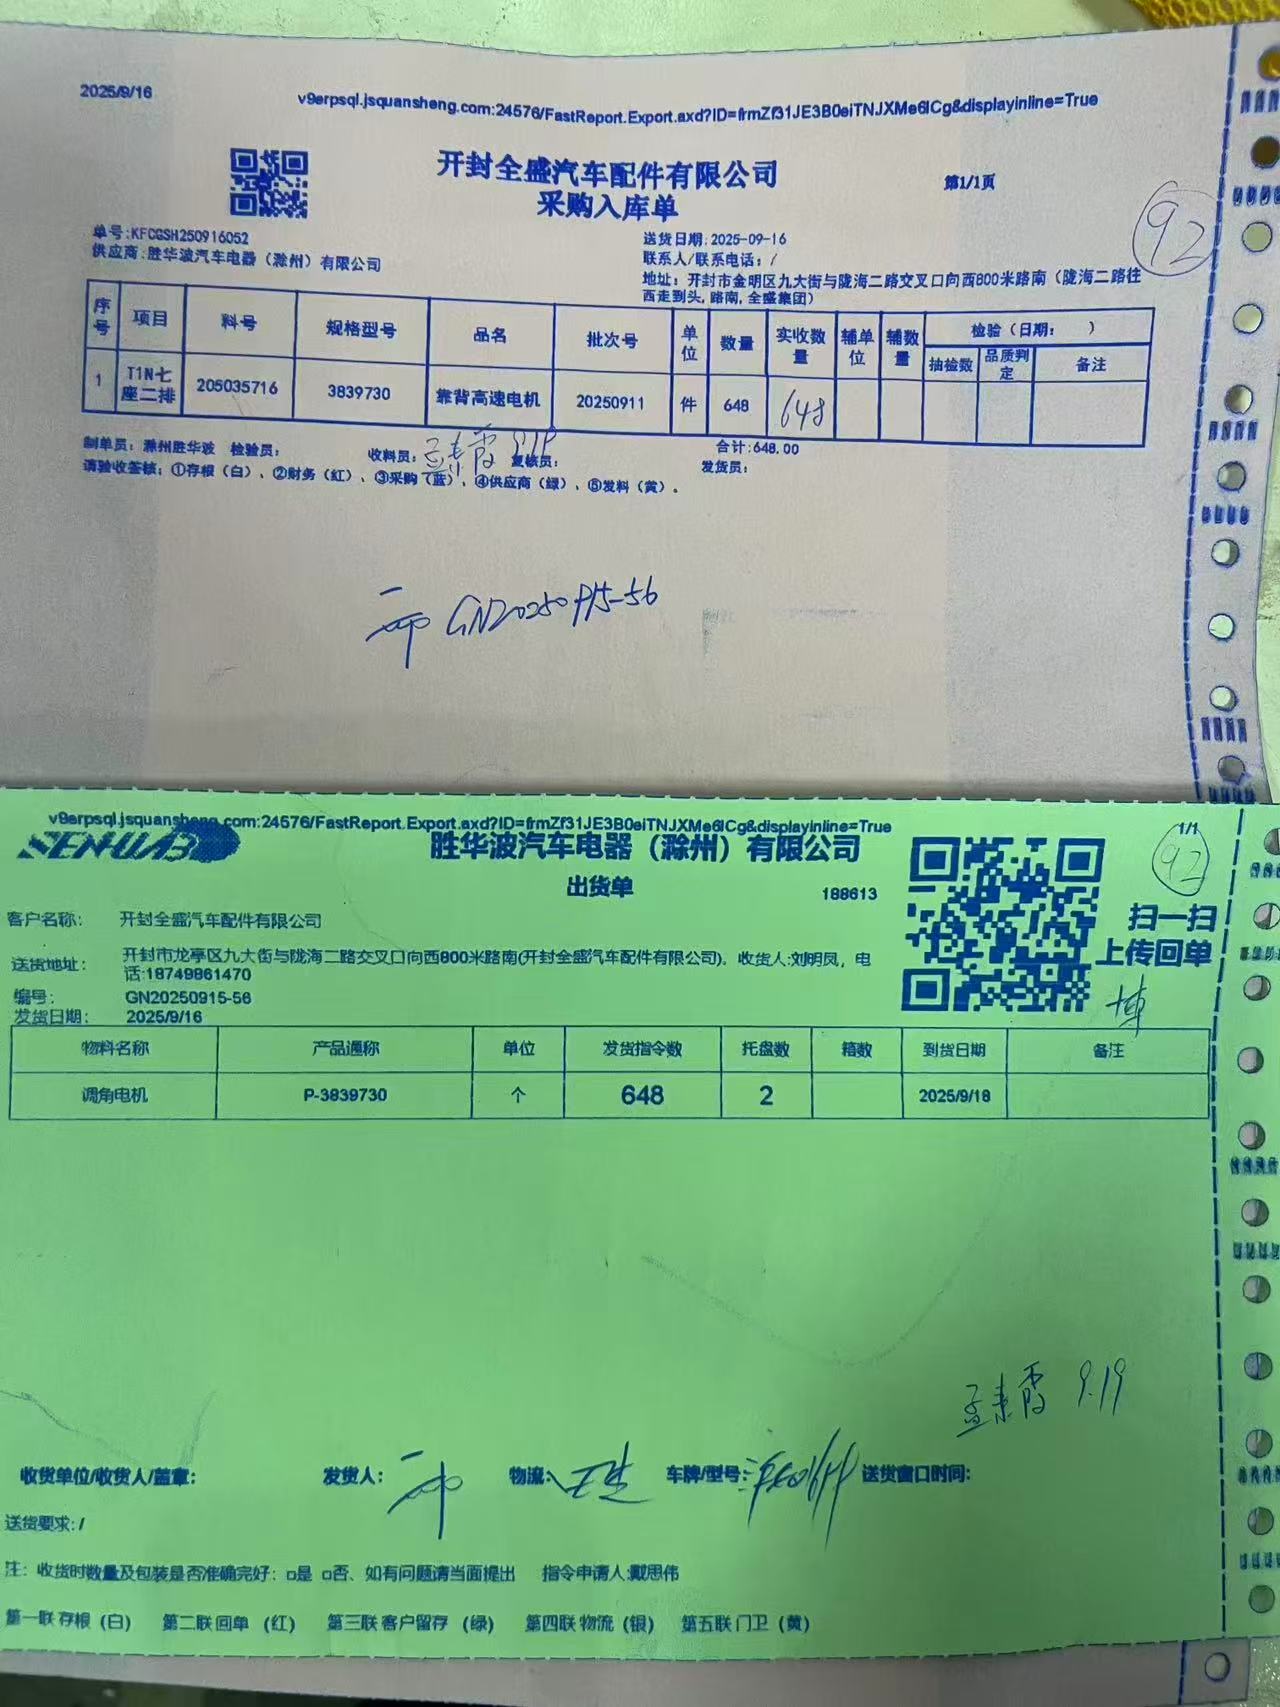 2025/9/16
v9erpsql.jsquansheng.com:24576/FastReport.Export.axd?ID=frmZf31JE3B0eiTNJXMe6ICg&displayinline=True
开封全盛汽车配件有限公司
第1/1页
采购入库单
92
单号:KFCGSH250916052
送货日期:2025-09-16
供应商:胜华波汽车电器（滁州）有限公司
联系人/联系电话：/
地址：开封市金明区九大街与陇海二路交叉口向西800米路南（陇海二路往
西走到头,路南,全盛集团）
序号 项目 料号 规格型号 品名 批次号 单位 数量 实收数量 辅单位 辅数量 检验（日期： ）
抽检数 品质判定 备注
1 T1N七座二排 205035716 3839730 靠背高速电机 20250911 件 648 648
合计:648.00
制单员：滁州胜华波 检验员： 收料员： 复核员： 发货员：
请验收签核：①存根（白）、②财务（红）、③采购（蓝）、④供应商（绿）、⑤发料（黄）。
GN20250915-56
v9erpsql.jsquansheng.com:24576/FastReport.Export.axd?ID=frmZf31JE3B0eiTNJXMe6ICg&displayinline=True
1/1
SENHUABO
胜华波汽车电器（滁州）有限公司
92
出货单
188613
扫一扫
上传回单
客户名称： 开封全盛汽车配件有限公司
送货地址： 开封市龙亭区九大街与陇海二路交叉口向西800米路南(开封全盛汽车配件有限公司)。收货人:刘明凤，电
话:18749861470
编号： GN20250915-56
发货日期： 2025/9/16
物料名称 产品通称 单位 发货指令数 托盘数 箱数 到货日期 备注
调角电机 P-3839730 个 648 2 2025/9/18
9.19
收货单位/收货人/盖章： 发货人： 物流： 车牌/型号： 送货窗口时间：
送货要求:/
注：收货时数量及包装是否准确完好：□是 □否、如有问题请当面提出 指令申请人:戴思伟
第一联 存根（白） 第二联 回单（红） 第三联 客户留存（绿） 第四联 物流（银） 第五联 门卫（黄）